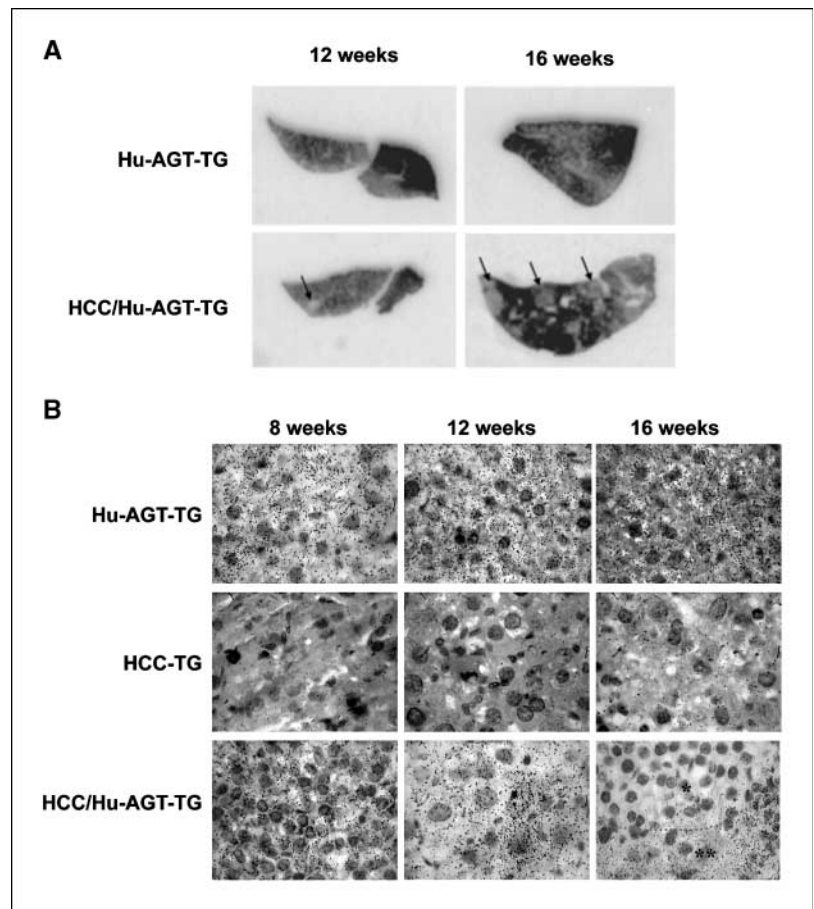 A
12 weeks 16 weeks
Hu-AGT-TG
HCC/Hu-AGT-TG
B
8 weeks 12 weeks 16 weeks
Hu-AGT-TG
HCC-TG
HCC/Hu-AGT-TG
*
**